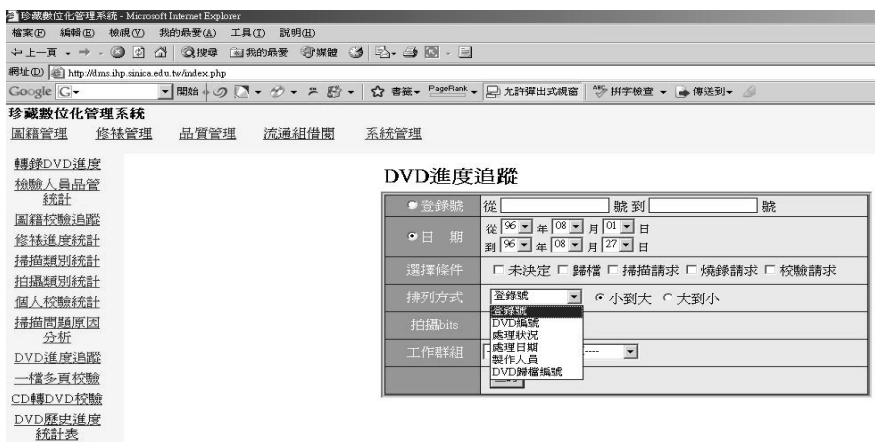 珍藏數位化管理系統 - Microsoft Internet Explorer
檔案(F) 編輯(E) 檢視(V) 我的最愛(A) 工具(T) 說明(H)
上一頁 搜尋 我的最愛 媒體
網址(D) http://dms.ihp.sinica.edu.tw/index.php
Google G 開始 書籤 PageRank 允許彈出式視窗 拼字檢查 傳送到
珍藏數位化管理系統
圖籍管理 修裱管理 品質管理 流通組借閱 系統管理
轉錄DVD進度
檢驗人員品管
統計
圖籍校驗追蹤
修裱進度統計
掃描類別統計
拍攝類別統計
個人校驗統計
掃描問題原因
分析
DVD進度追蹤
一檔多頁校驗
CD轉DVD校驗
DVD歷史進度
統計表
DVD進度追蹤
登錄號 從 號 到 號
日 期 從 96 年 08 月 01 日
到 96 年 08 月 27 日
選擇條件 未決定 歸檔 掃描請求 燒錄請求 校驗請求
排列方式 登錄號 小到大 大到小
登錄號
DVD編號
處理狀況
處理日期
製作人員
DVD歸檔編號
拍攝bits
工作群組